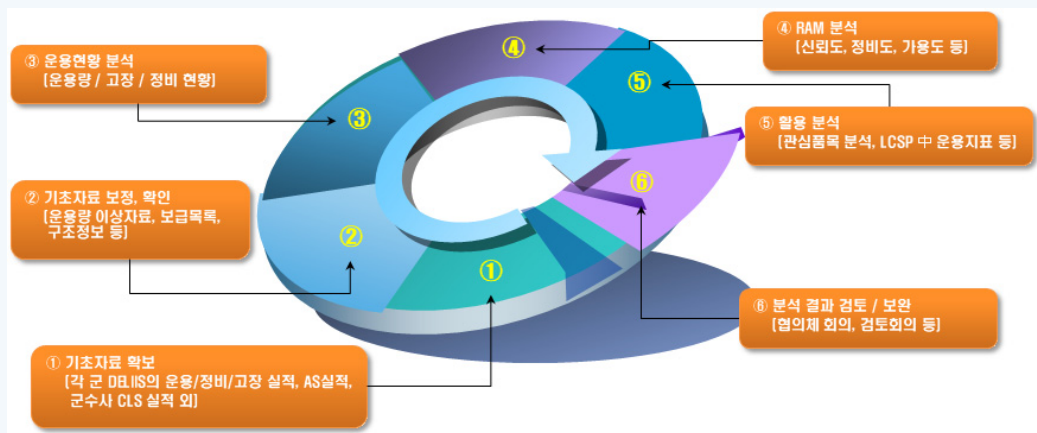 ③ 운용현황 분석
(운용량 / 고장 / 정비 현황)
② 기초자료 보정, 확인
(운용량 이상자료, 보급목록,
구조정보 등)
① 기초자료 확보
(각 군 DELIIS의 운용/정비/고장 실적, AS실적,
군수사 CLS 실적 외)
④
⑤
③
⑥
②
①
④ RAM 분석
(신뢰도, 정비도, 가용도 등)
⑤ 활용 분석
(관심품목 분석, LCSP 中 운용지표 등)
⑥ 분석 결과 검토 / 보완
(협의체 회의, 검토회의 등)